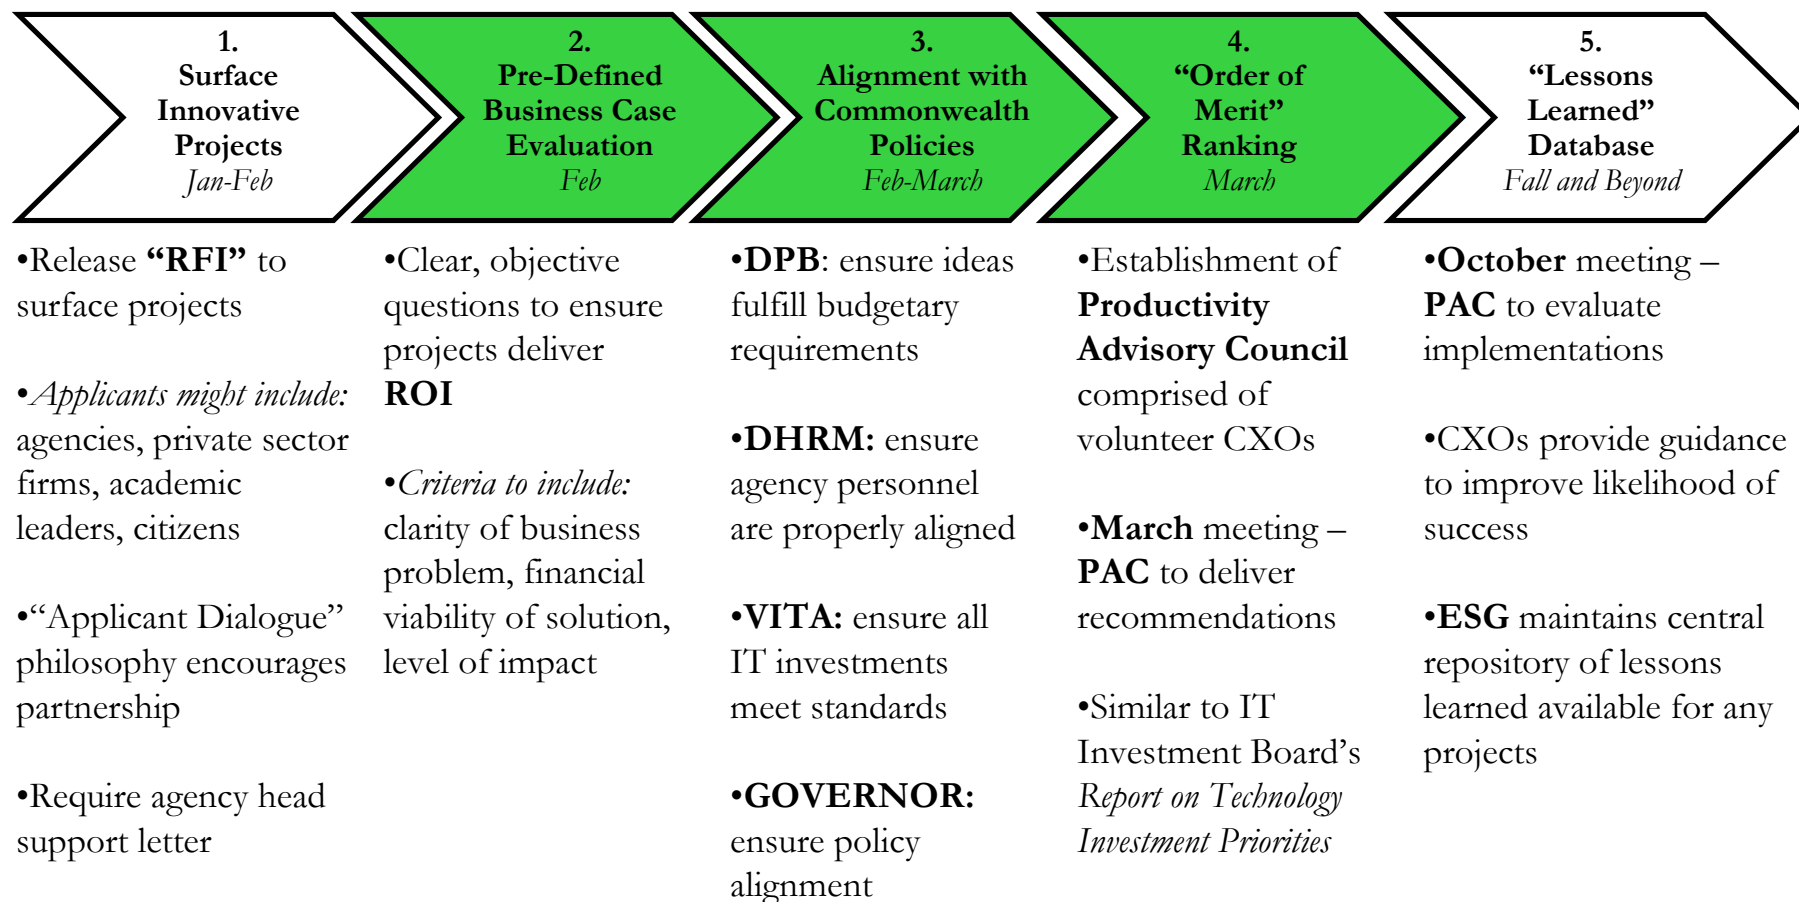 1.
Surface
Innovative
Projects
Jan-Feb
2.
Pre-Defined
Business Case
Evaluation
Feb
3.
Alignment with
Commonwealth
Policies
Feb-March
4.
“Order of
Merit”
Ranking
March
5.
“Lessons
Learned”
Database
Fall and Beyond
•Release “RFI” to
surface projects
•Applicants might include:
agencies, private sector
firms, academic
leaders, citizens
•“Applicant Dialogue”
philosophy encourages
partnership
•Require agency head
support letter
•Clear, objective
questions to ensure
projects deliver
ROI
•Criteria to include:
clarity of business
problem, financial
viability of solution,
level of impact
•DPB: ensure ideas
fulfill budgetary
requirements
•DHRM: ensure
agency personnel
are properly aligned
•VITA: ensure all
IT investments
meet standards
•GOVERNOR:
ensure policy
alignment
•Establishment of
Productivity
Advisory Council
comprised of
volunteer CXOs
•March meeting –
PAC to deliver
recommendations
•Similar to IT
Investment Board’s
Report on Technology
Investment Priorities
•October meeting –
PAC to evaluate
implementations
•CXOs provide guidance
to improve likelihood of
success
•ESG maintains central
repository of lessons
learned available for any
projects